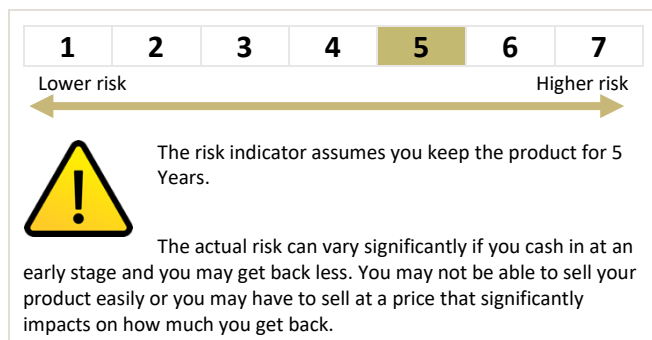 1 2 3 4 5 6 7
Lower risk Higher risk
!
The risk indicator assumes you keep the product for 5
Years.
The actual risk can vary significantly if you cash in at an
early stage and you may get back less. You may not be able to sell your
product easily or you may have to sell at a price that significantly
impacts on how much you get back.